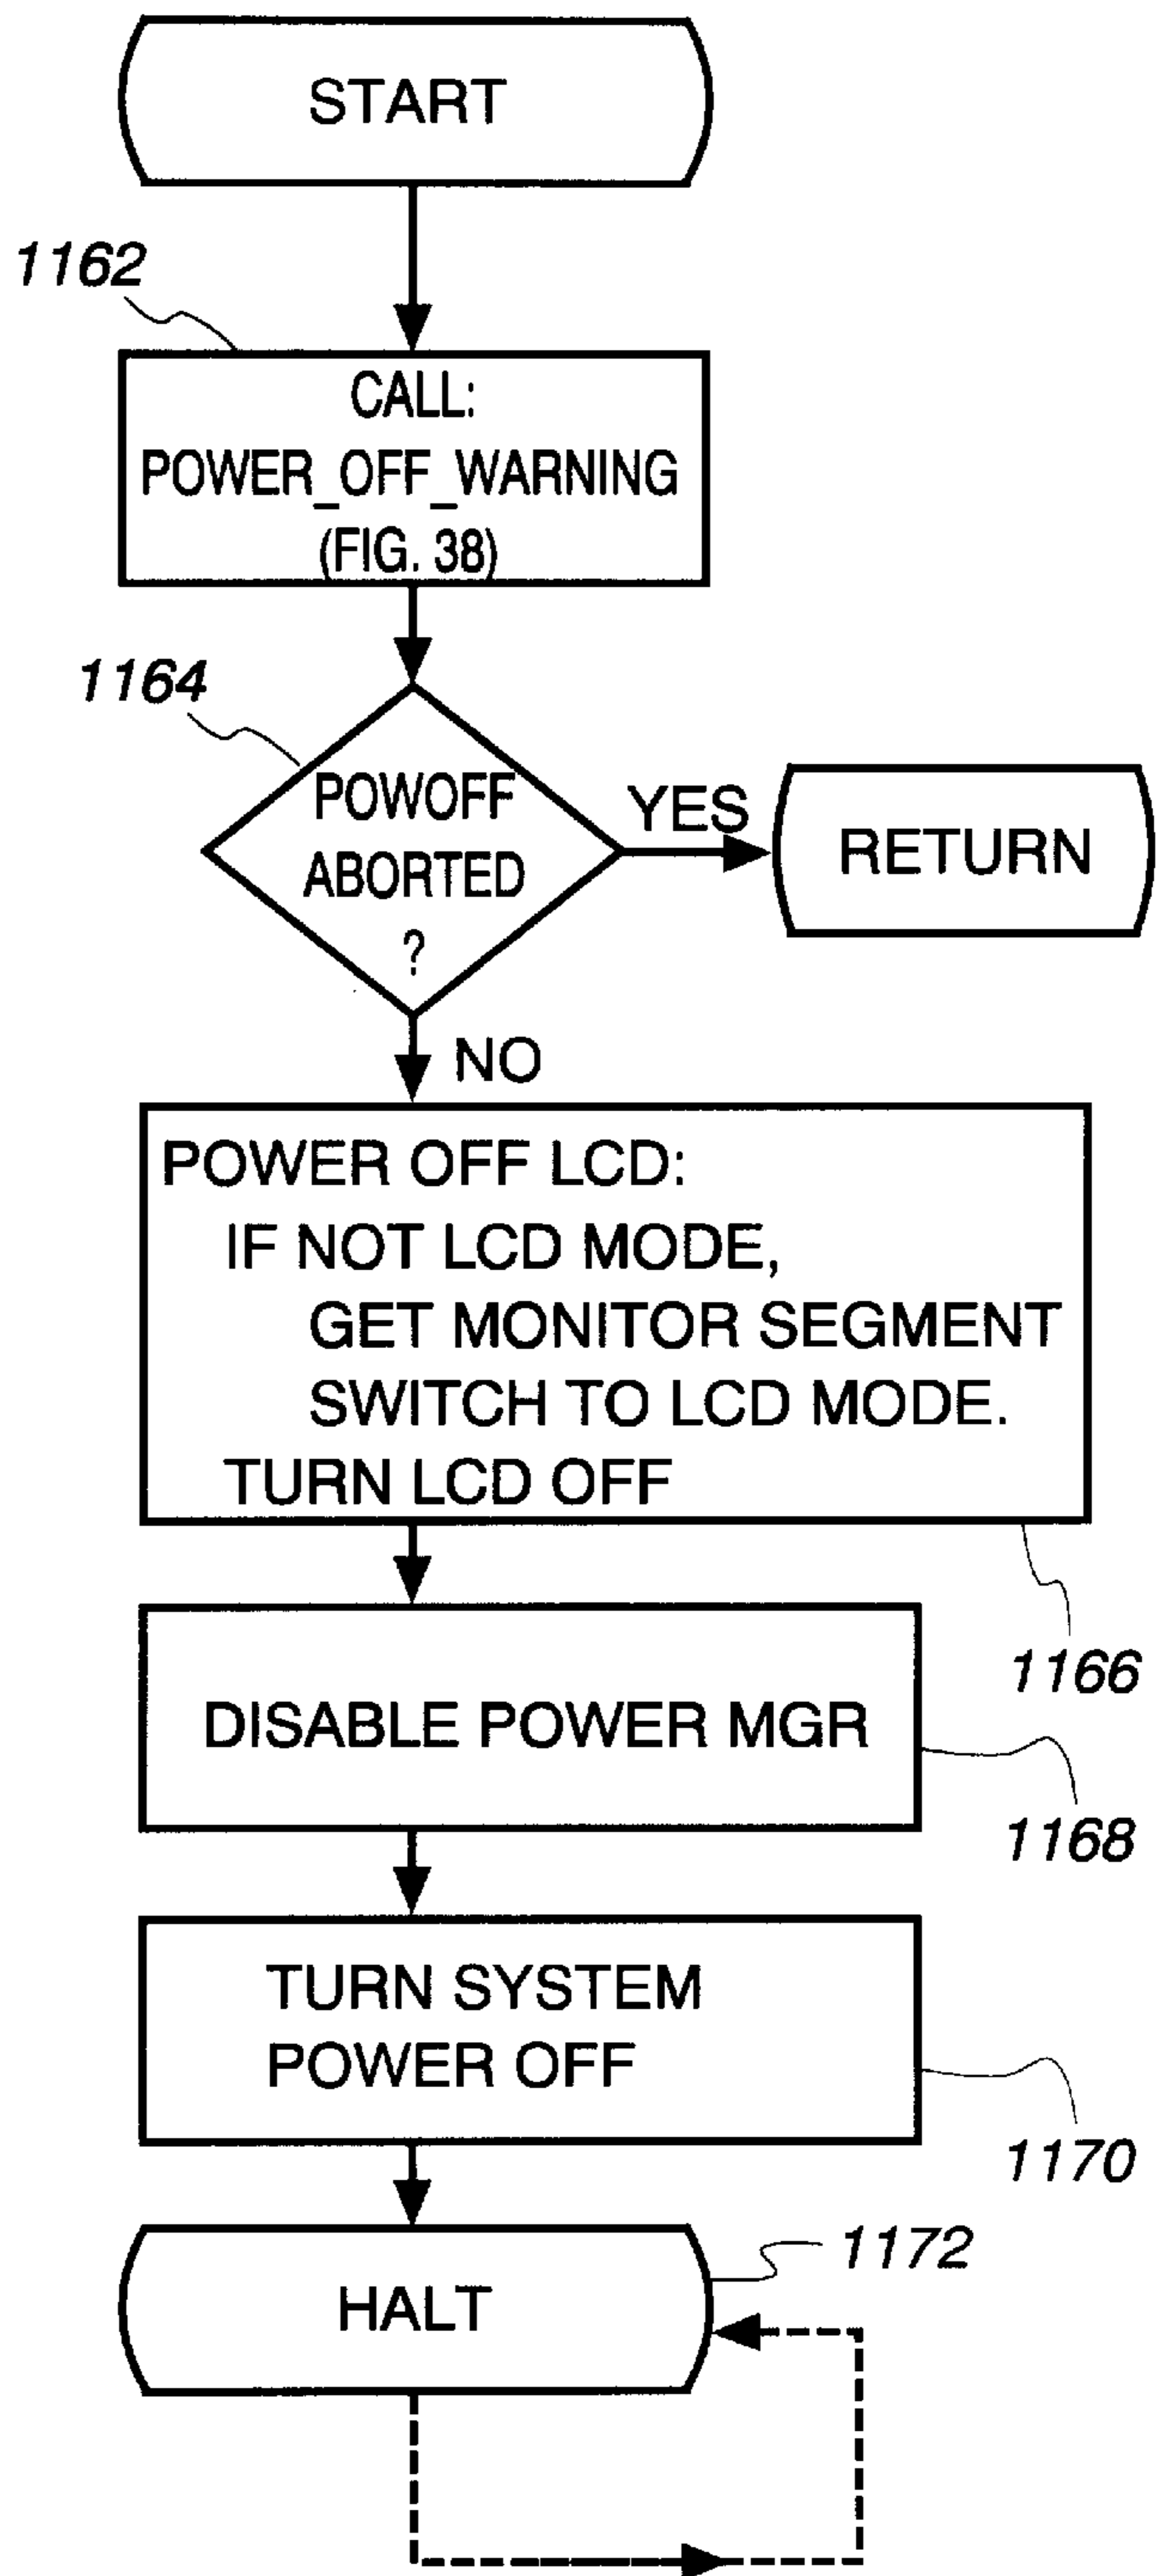 START
1162
CALL:
POWER_OFF_WARNING
(FIG. 38)
1164
POWOFF
ABORTED
?
YES
RETURN
NO
POWER OFF LCD:
IF NOT LCD MODE,
GET MONITOR SEGMENT
SWITCH TO LCD MODE.
TURN LCD OFF
1166
DISABLE POWER MGR
1168
TURN SYSTEM
POWER OFF
1170
HALT
1172